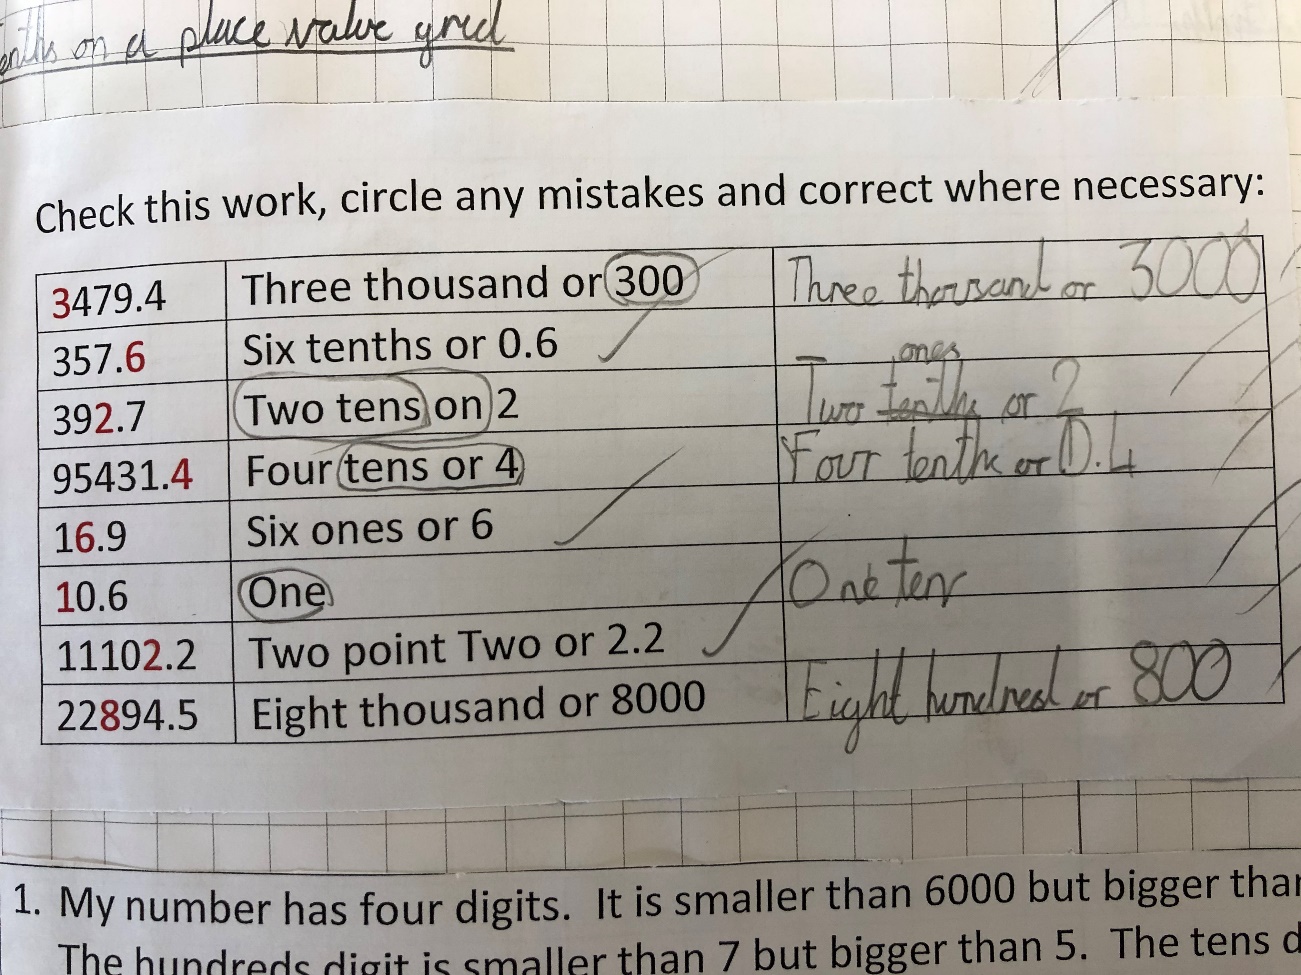 on a place value grid
Check this work, circle any mistakes and correct where necessary:
3479.4 Three thousand or 300 Three thousand or 3000
357.6 Six tenths or 0.6
ones
392.7 Two tens on 2 Two tenths or 2
95431.4 Four tens or 4 Four tenths or 0.4
16.9 Six ones or 6
10.6 One One ten
11102.2 Two point Two or 2.2
22894.5 Eight thousand or 8000 Eight hundred or 800
1. My number has four digits. It is smaller than 6000 but bigger than
The hundreds digit is smaller than 7 but bigger than 5. The tens